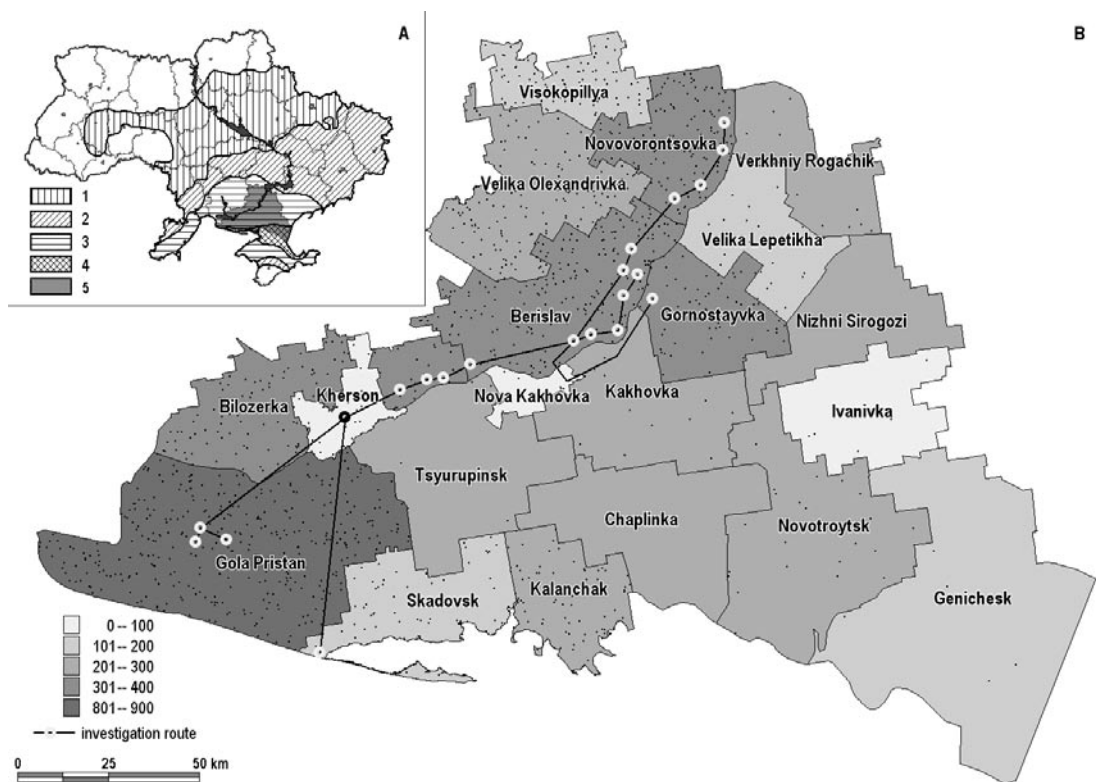 A
B
1
2
3
4
5
Visokopillya
Novovorontsovka
Verkhniy Rogachik
Velika Olexandrivka
Velika Lepetikha
Berislav
Gornostayvka
Nizhni Sirogozi
Kherson
Nova Kakhovka
Kakhovka
Bilozerka
Ivanivka
Tsyurupinsk
Chaplinka
Novotroytsk
Gola Pristan
Skadovsk
Kalanchak
Genichesk
0-- 100
101-- 200
201-- 300
301-- 400
801-- 900
investigation route
0 25 50 km